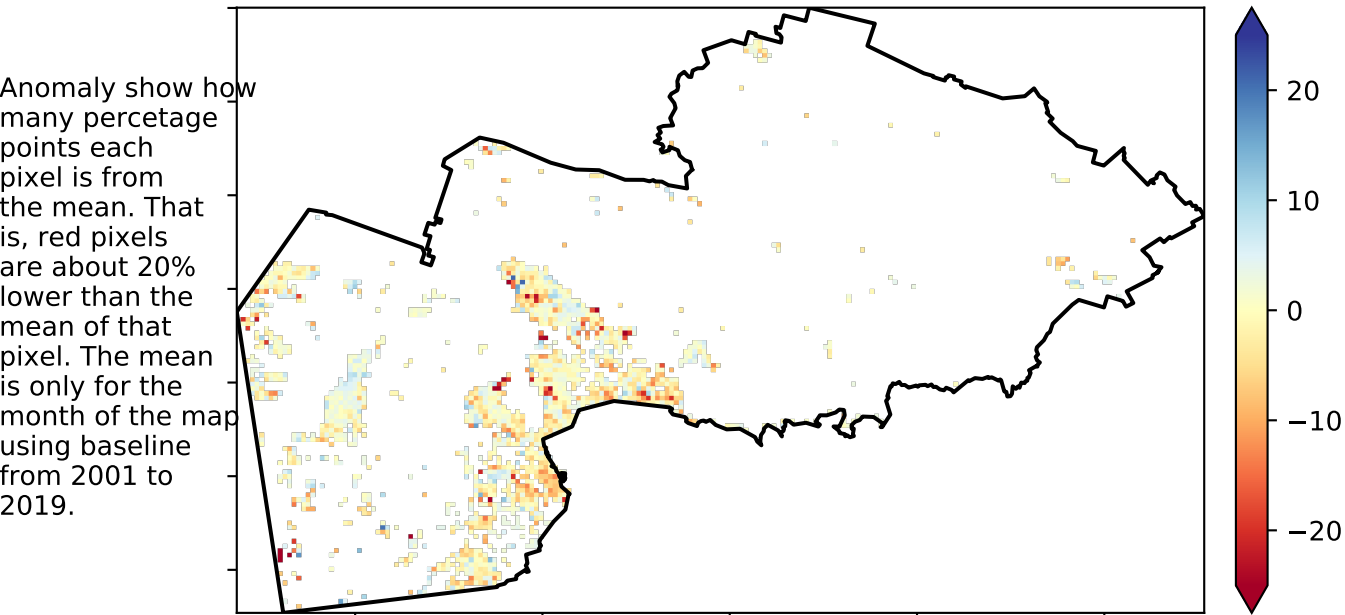 Anomaly show how
many percetage
points each
pixel is from
the mean. That
is, red pixels
are about 20%
lower than the
mean of that
pixel. The mean
is only for the
month of the map
using baseline
from 2001 to
2019.
20
10
0
−10
−20